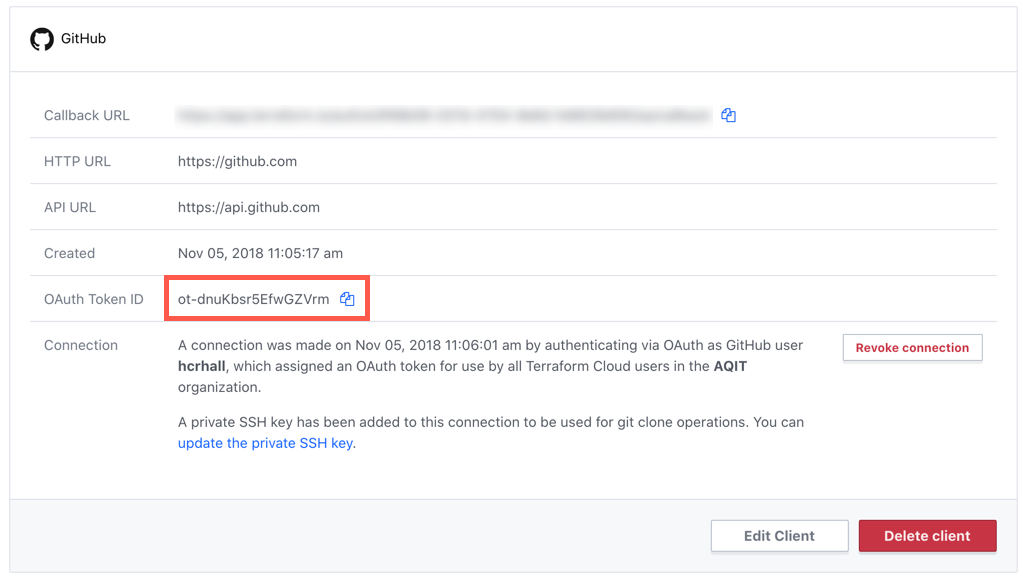 GitHub
Callback URL
HTTP URL https://github.com
API URL https://api.github.com
Created Nov 05, 2018 11:05:17 am
OAuth Token ID ot-dnuKbsr5EfwGZVrm
Connection A connection was made on Nov 05, 2018 11:06:01 am by authenticating via OAuth as GitHub user Revoke connection
hcrhall, which assigned an OAuth token for use by all Terraform Cloud users in the AQIT
organization.
A private SSH key has been added to this connection to be used for git clone operations. You can
update the private SSH key.
Edit Client Delete client